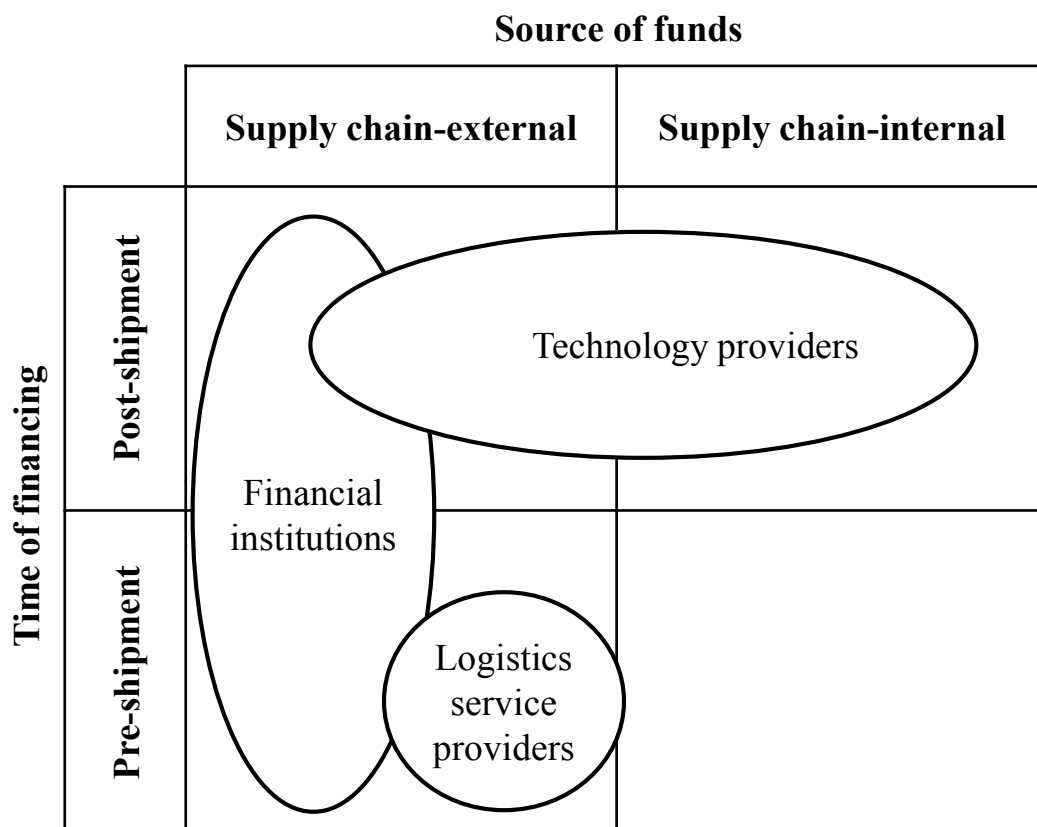 Source of funds
Supply chain-external
Supply chain-internal
Time of financing
Post-shipment
Technology providers
Financial
institutions
Pre-shipment
Logistics
service
providers